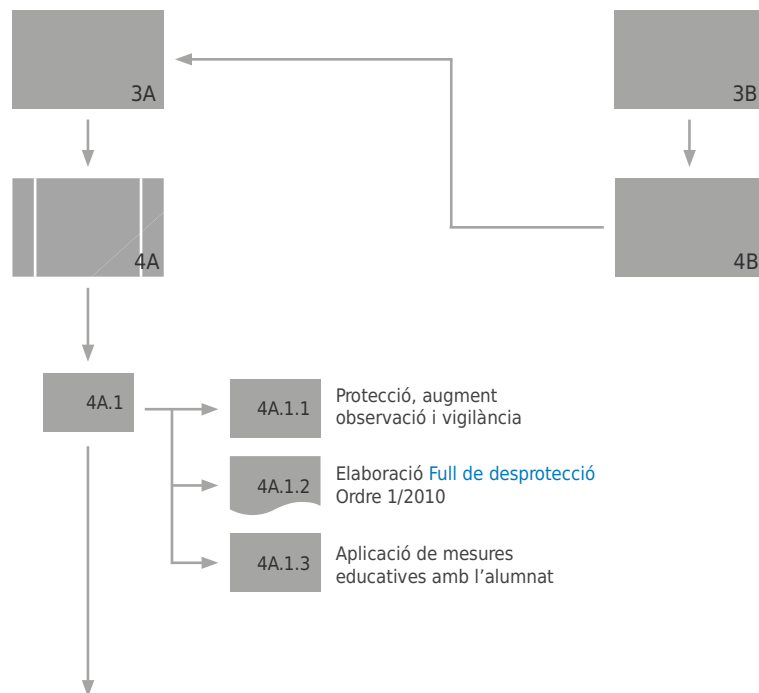 3A
3B
4A
4B
4A.1
4A.1.1
Protecció, augment
observació i vigilància
4A.1.2
Elaboració Full de desprotecció
Ordre 1/2010
4A.1.3
Aplicació de mesures
educatives amb l’alumnat